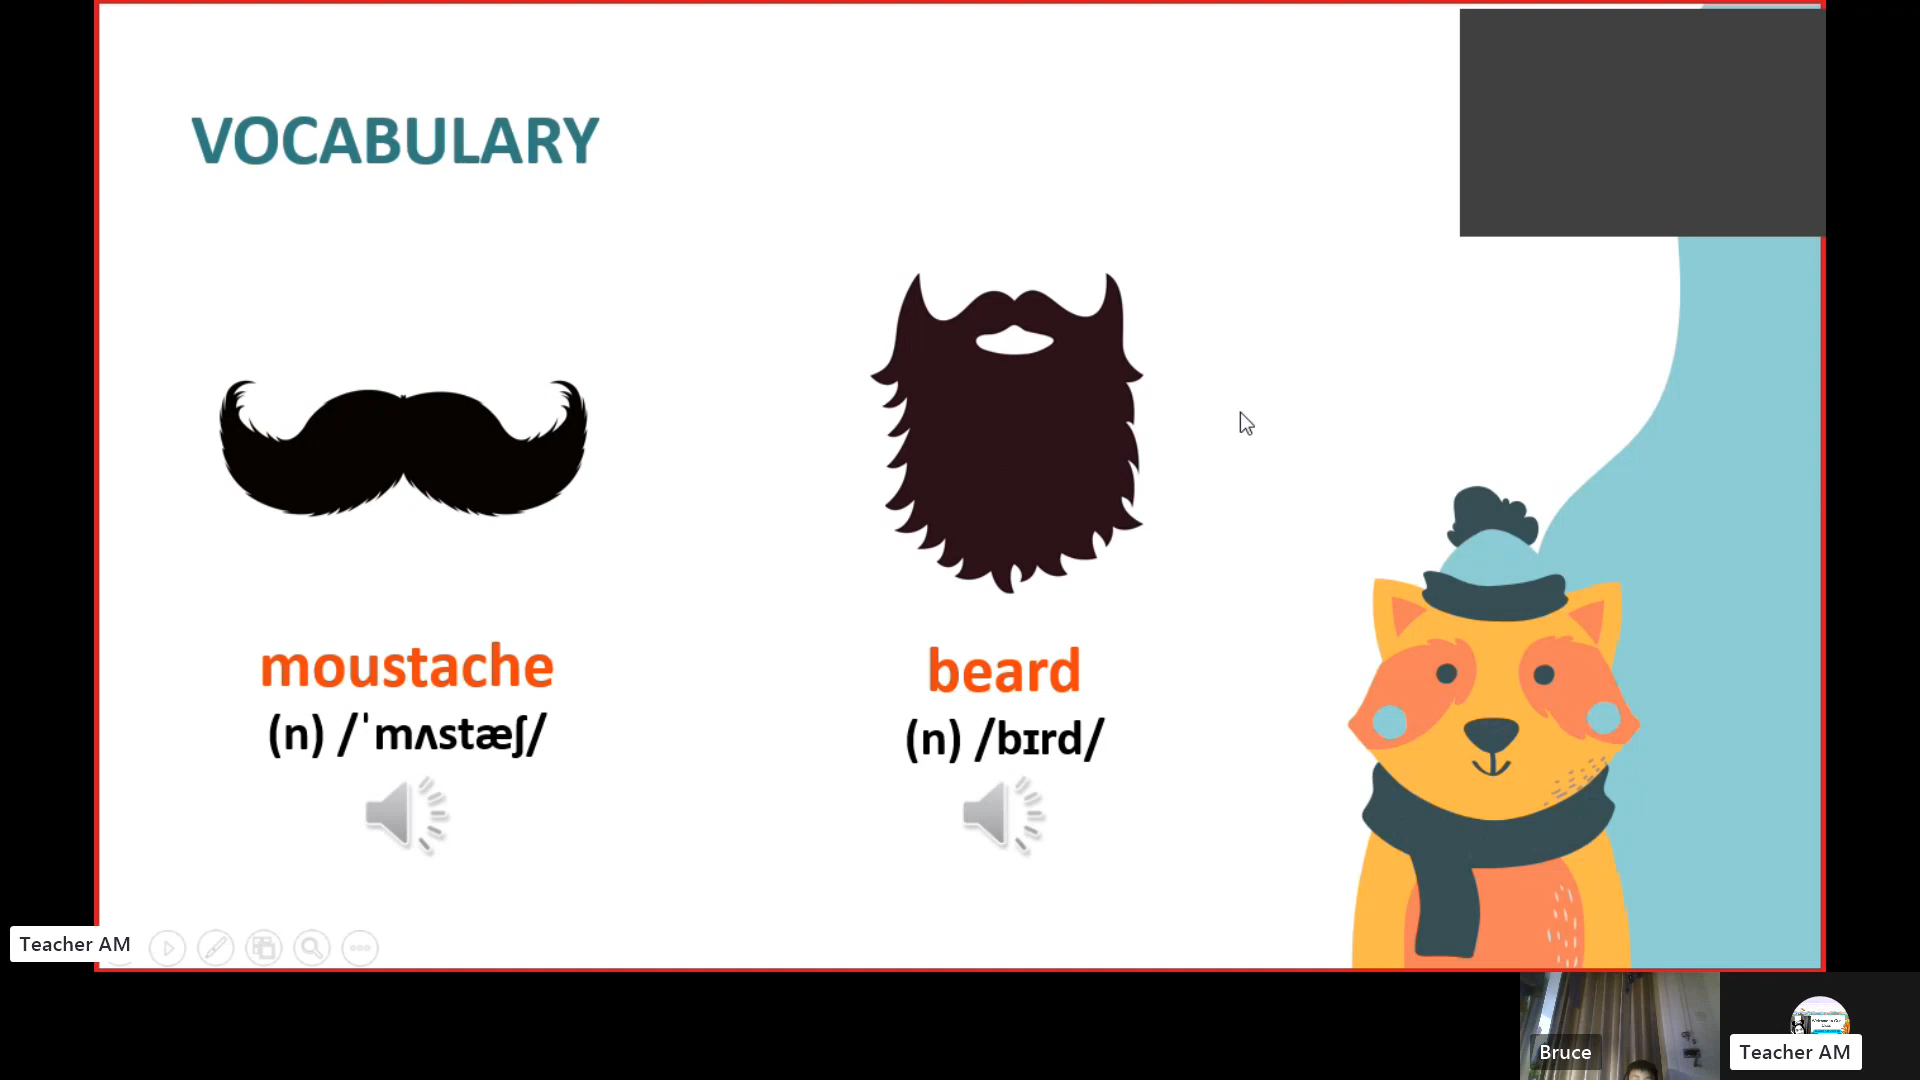 VOCABULARY
moustache
(n) /ˈmʌstæʃ/
beard
(n) /bɪrd/
Teacher AM
Bruce
Teacher AM